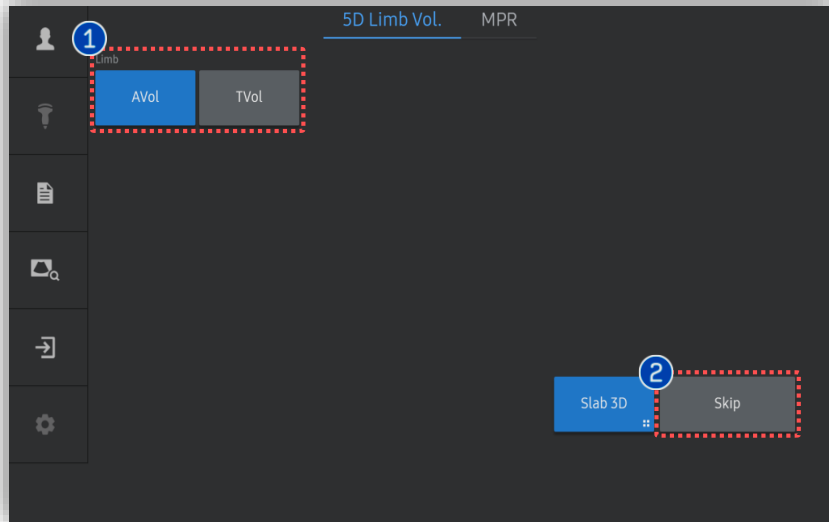 5D Limb Vol. MPR
1
Limb
AVol TVol
2
Slab 3D Skip